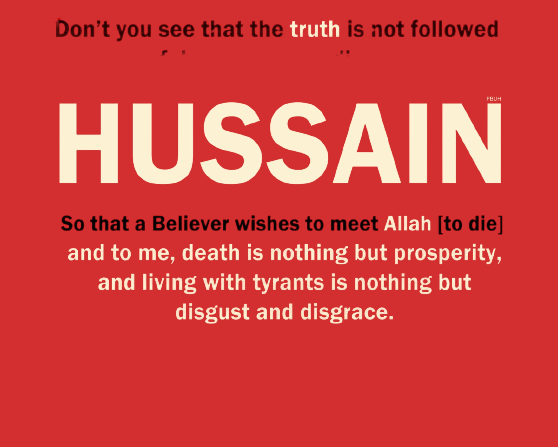 Don't you see that the truth is not followed
PBUH
HUSSAIN
So that a Believer wishes to meet Allah [to die]
and to me, death is nothing but prosperity,
and living with tyrants is nothing but
disgust and disgrace.